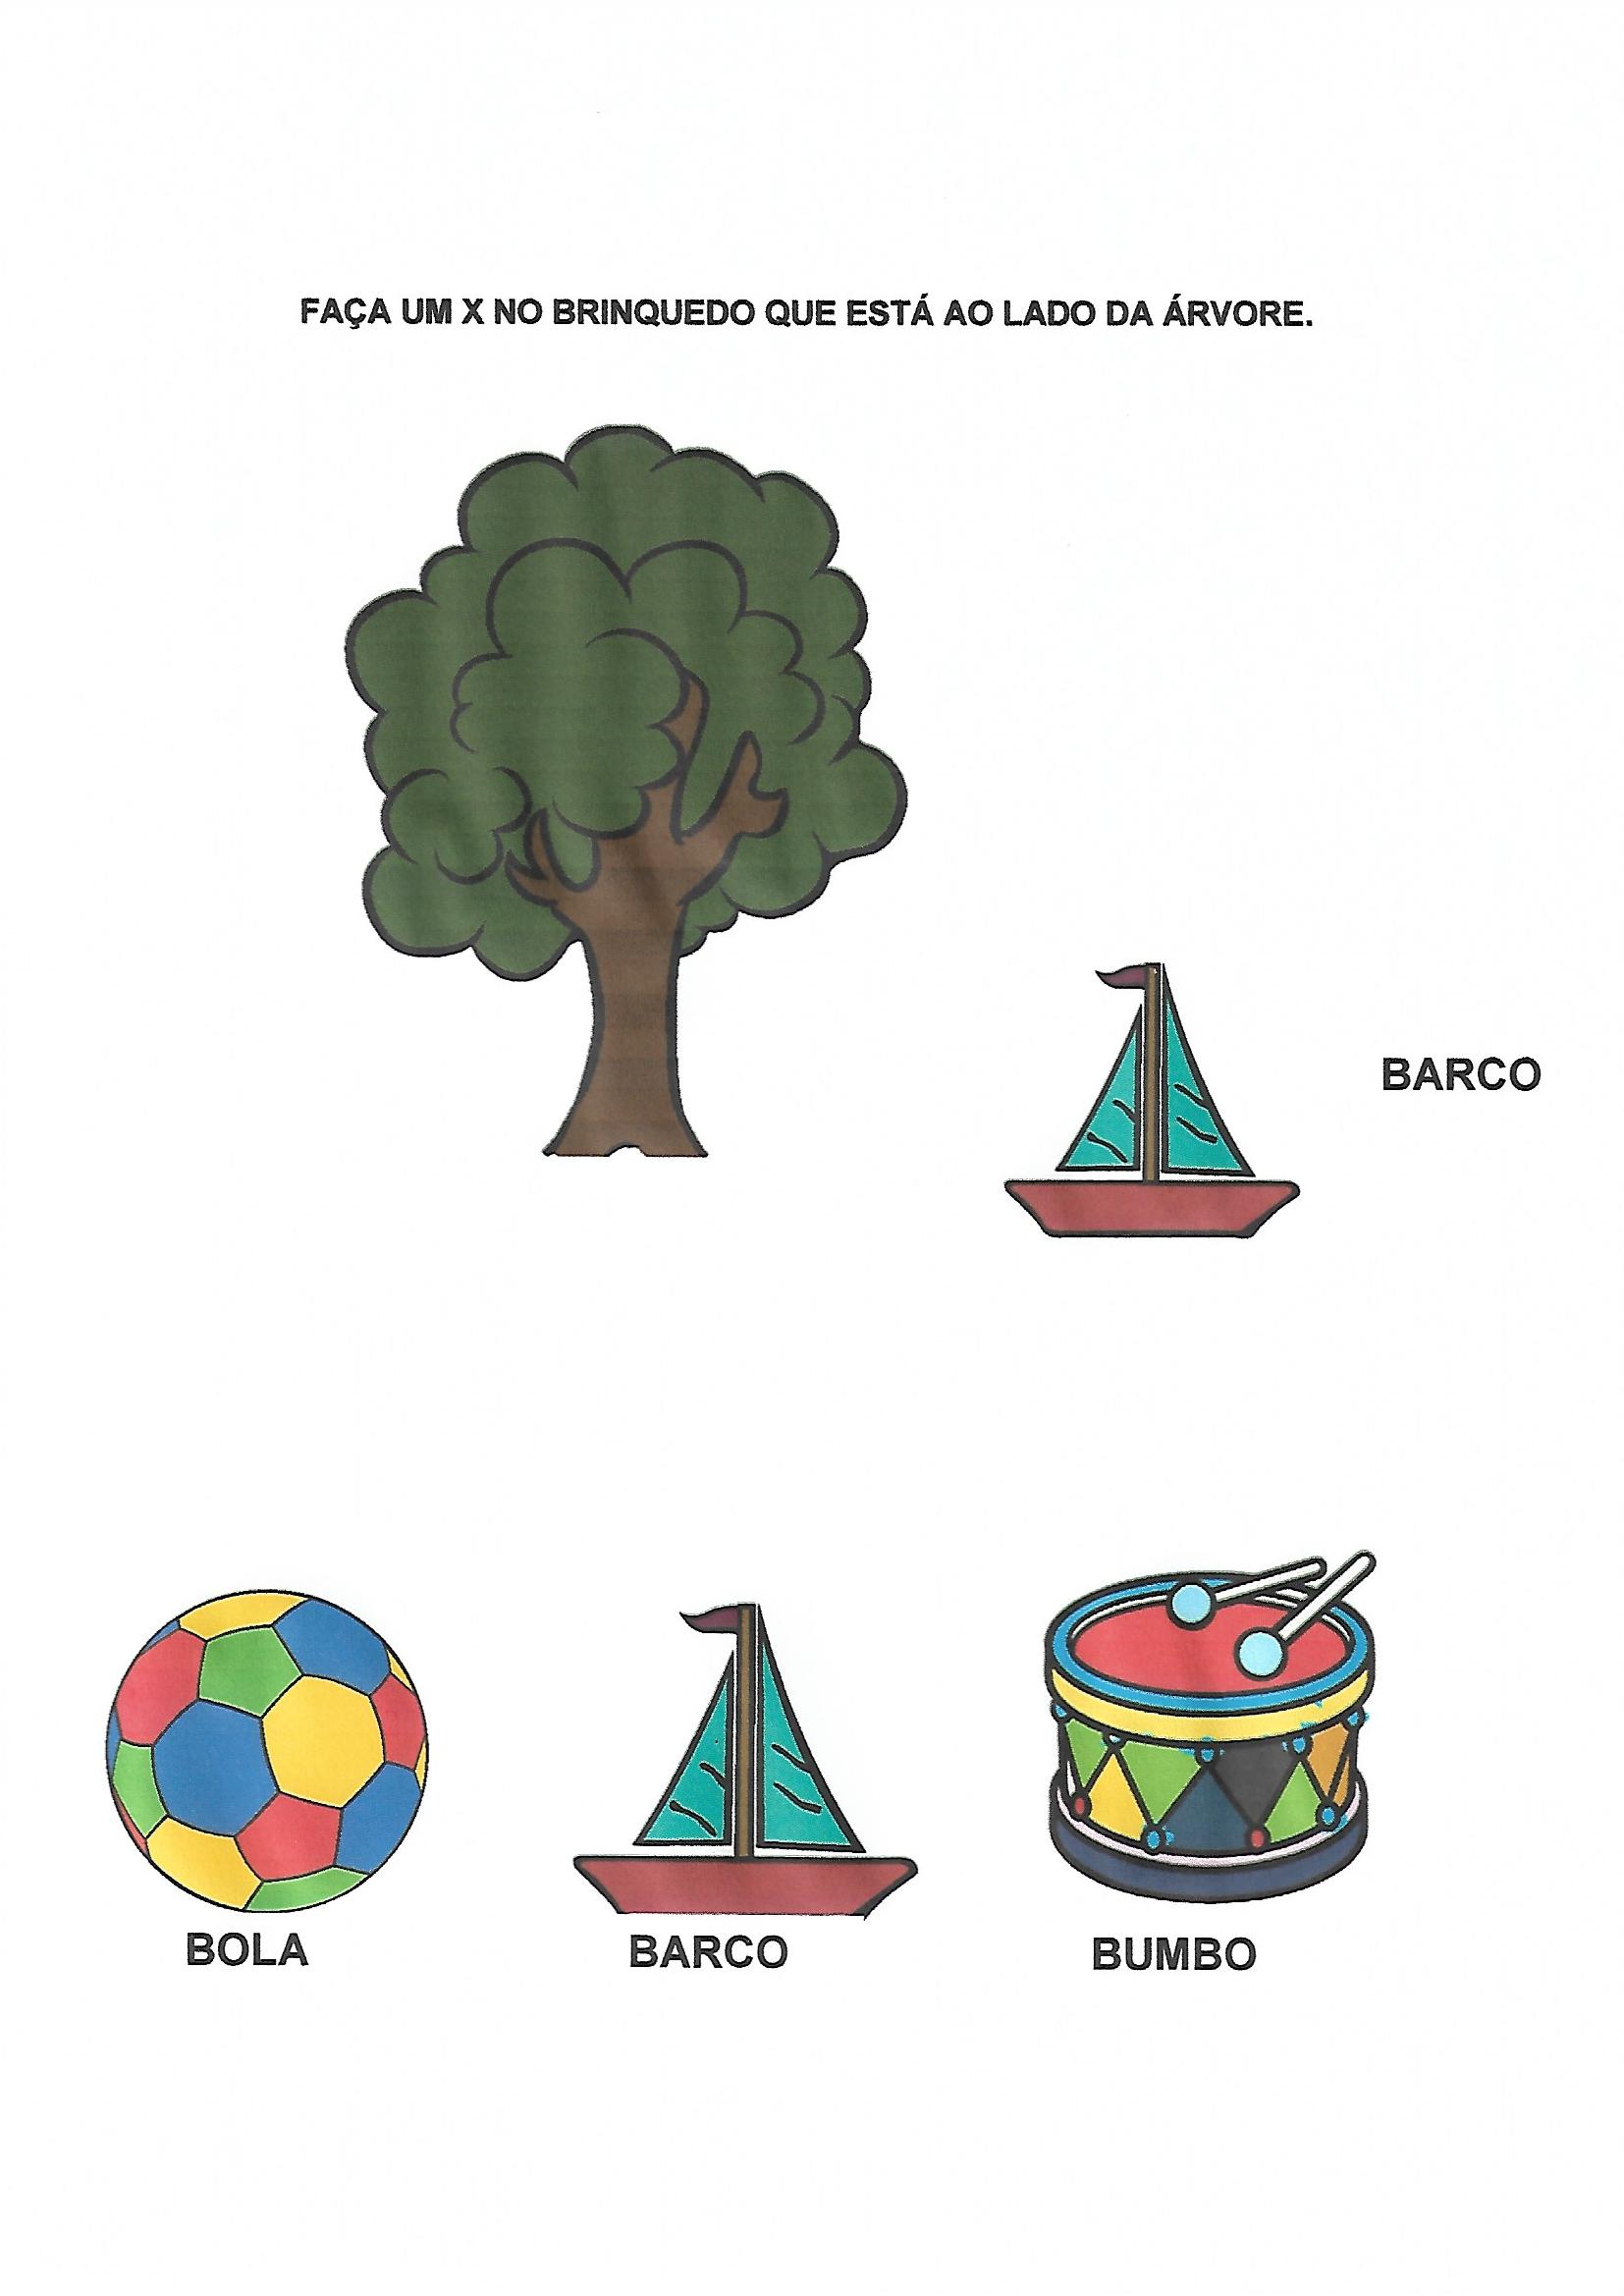 FAÇA UM X NO BRINQUEDO QUE ESTÁ AO LADO DA ÁRVORE.
BARCO
BOLA
BARCO
BUMBO